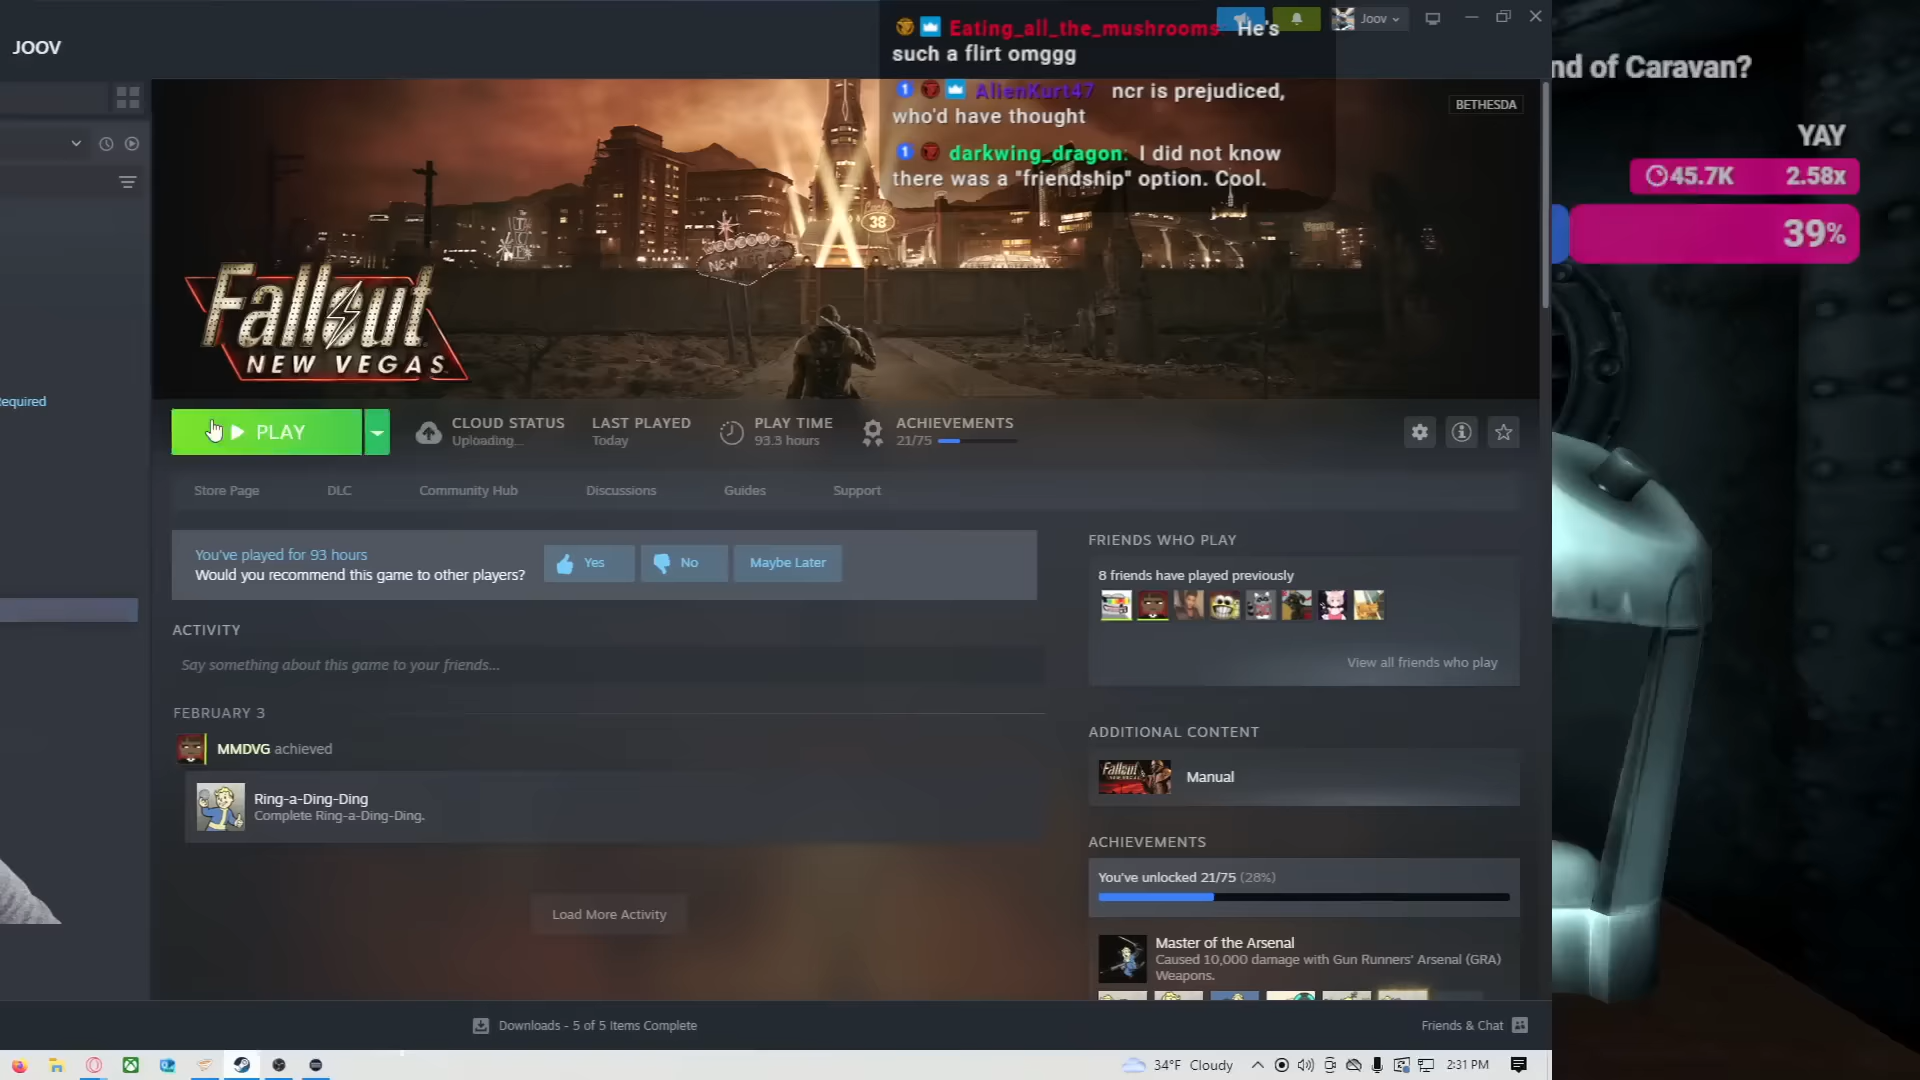 JOOV
Eating_all_the_mushrooms: He's
such a flirt omggg
AlienKurt47 ncr is prejudiced,
who'd have thought
darkwing_dragon: I did not know
there was a "friendship" option. Cool.
Joov
nd of Caravan?
BETHESDA
YAY
45.7K 2.58x
39%
38
NEW VEGAS
Fallout
NEW VEGAS
equired
PLAY
CLOUD STATUS
Uploading...
LAST PLAYED
Today
PLAY TIME
93.3 hours
ACHIEVEMENTS
21/75
Store Page
DLC
Community Hub
Discussions
Guides
Support
You've played for 93 hours
Would you recommend this game to other players?
Yes
No
Maybe Later
FRIENDS WHO PLAY
8 friends have played previously
View all friends who play
ACTIVITY
Say something about this game to your friends...
FEBRUARY 3
MMDVG achieved
Ring-a-Ding-Ding
Complete Ring-a-Ding-Ding.
Load More Activity
ADDITIONAL CONTENT
Fallout
Manual
ACHIEVEMENTS
You've unlocked 21/75 (28%)
Master of the Arsenal
Caused 10,000 damage with Gun Runners' Arsenal (GRA)
Weapons.
Downloads - 5 of 5 Items Complete
Friends & Chat
34°F Cloudy
2:31 PM